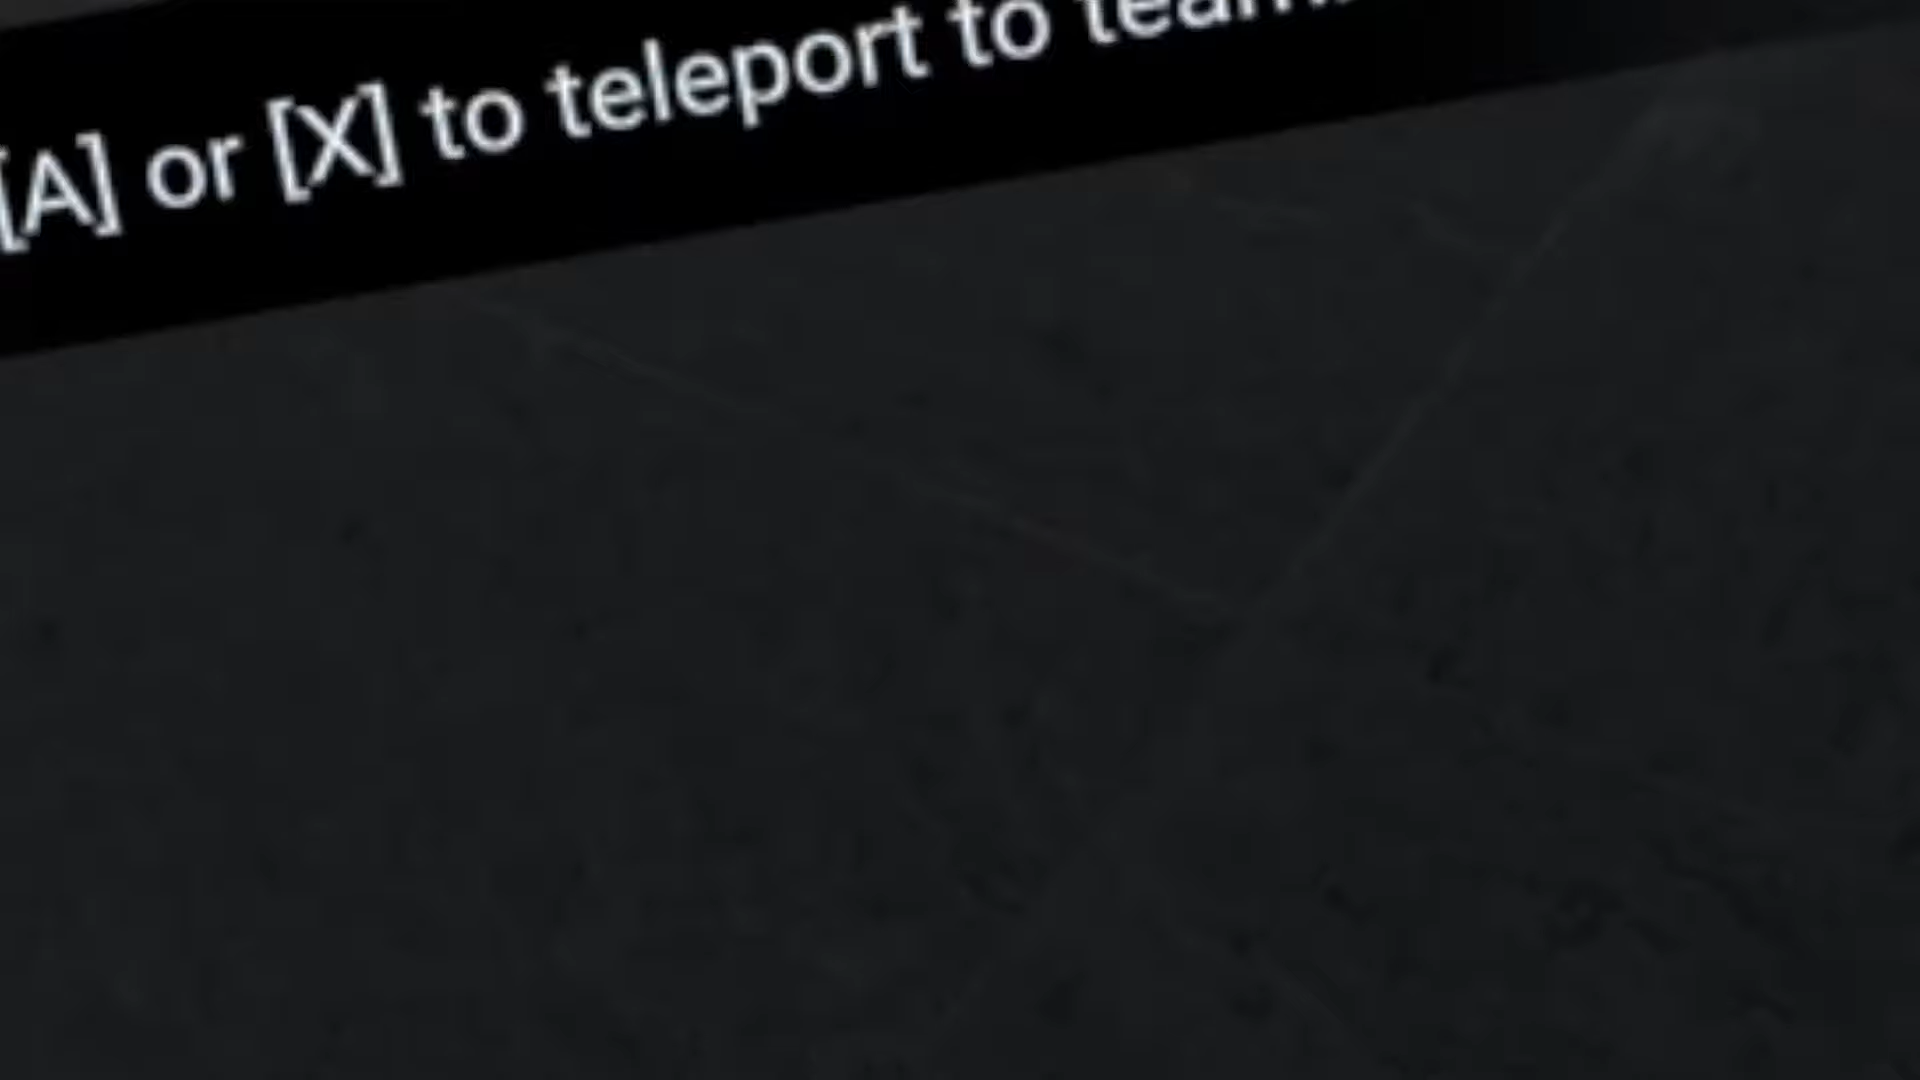 [A] or [X] to teleport to